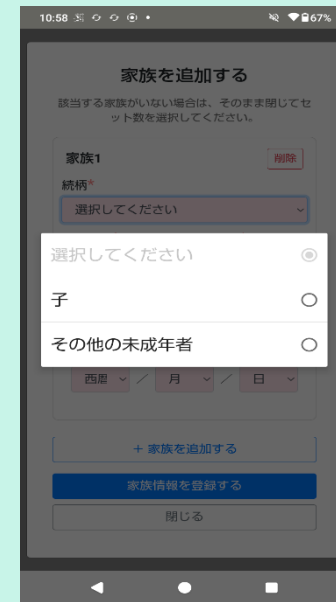 10:58
67%
家族を追加する
該当する家族がいない場合は、そのまま閉じてセ
ット数を選択してください。
家族1
削除
続柄*
選択してください
選択してください
子
その他の未成年者
西暦 / 月 / 日
+ 家族を追加する
家族情報を登録する
閉じる